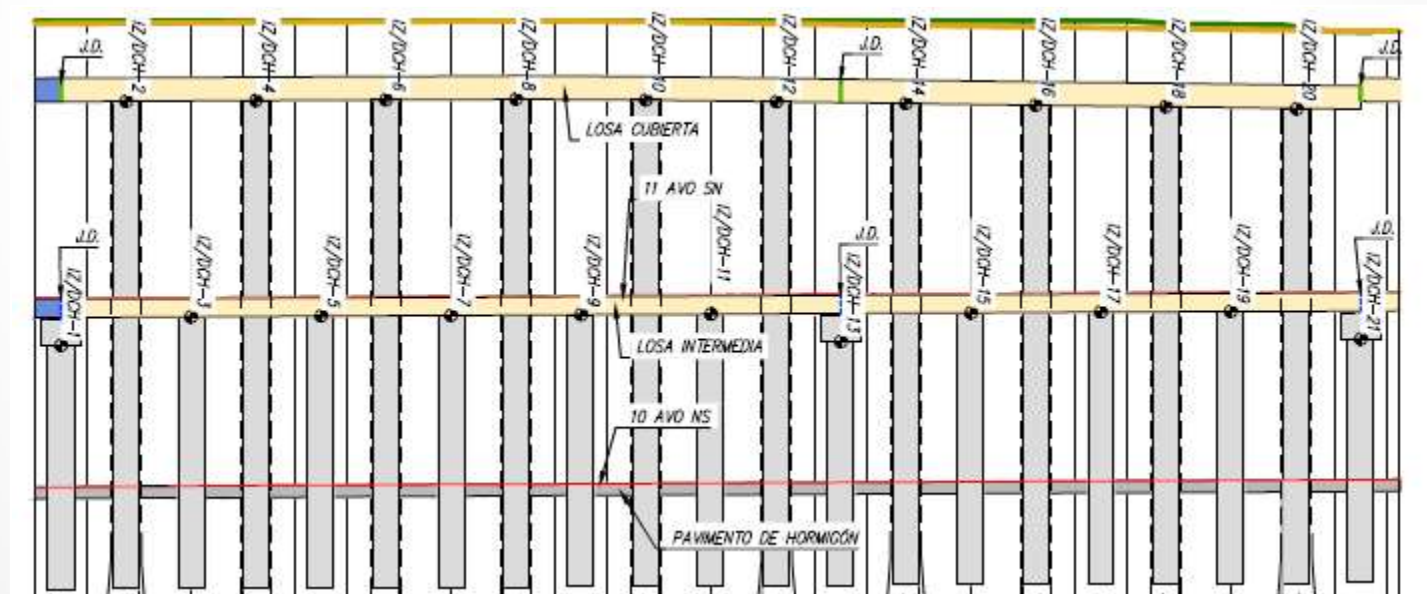 J.D.
IZ/DCH-2
IZ/DCH-4
IZ/DCH-6
IZ/DCH-8
IZ/DCH-10
IZ/DCH-12
J.D.
IZ/DCH-14
IZ/DCH-16
IZ/DCH-18
IZ/DCH-20
J.D.
LOSA CUBIERTA
11 AVO SN
J.D.
IZ/DCH-1
IZ/DCH-3
IZ/DCH-5
IZ/DCH-7
IZ/DCH-9
IZ/DCH-11
J.D.
IZ/DCH-13
IZ/DCH-15
IZ/DCH-17
IZ/DCH-19
J.D.
IZ/DCH-21
LOSA INTERMEDIA
10 AVO NS
PAVIMENTO DE HORMIGÓN